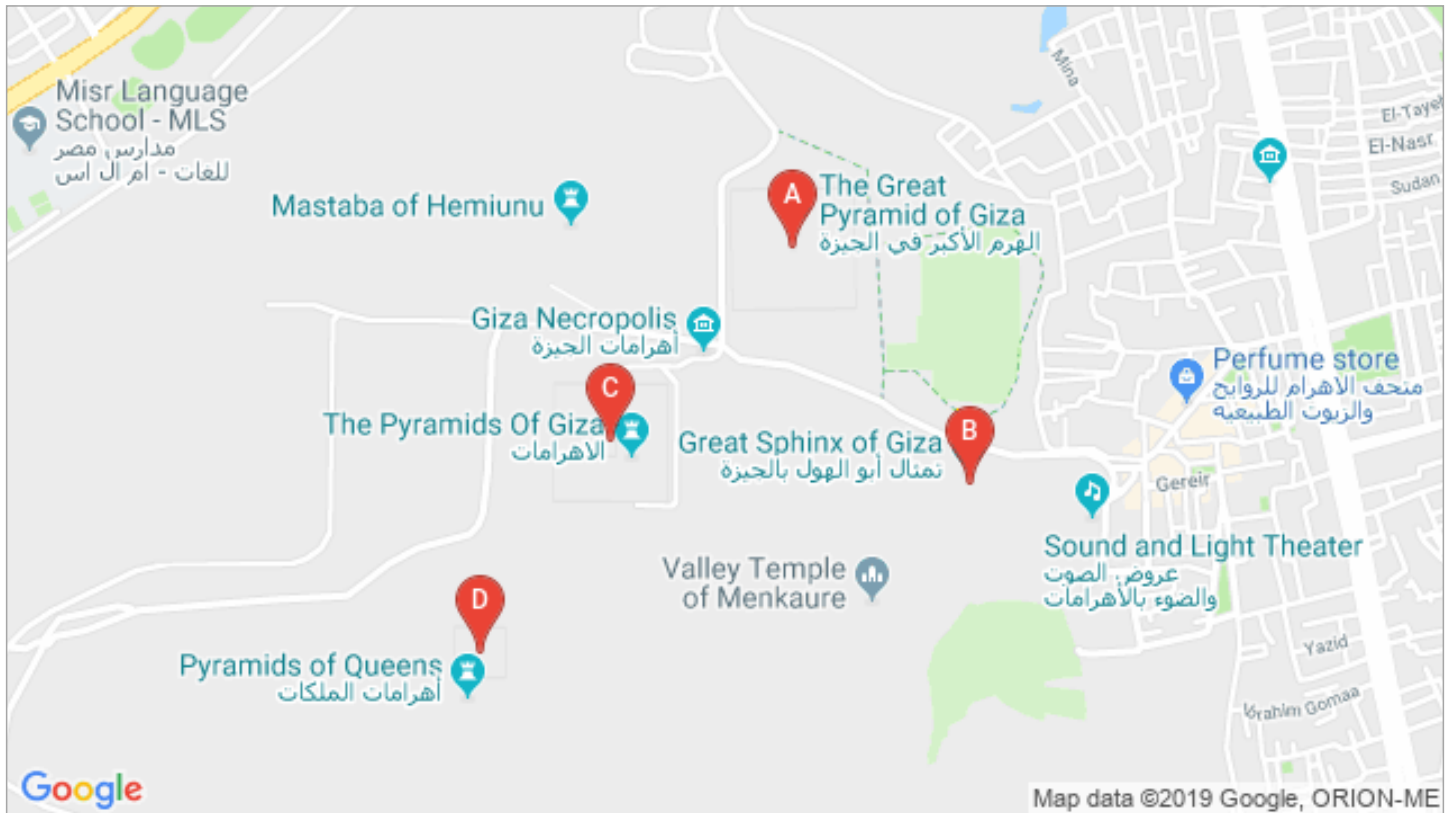 Misr Language
School - MLS
مدارس مصر
للغات - ام ال اس
Mina
El-Tayeb
El-Nasr
Sudan
Mastaba of Hemiunu
A
The Great
Pyramid of Giza
الهرم الأكبر في الجيزة
Giza Necropolis
أهرامات الجيزة
Perfume store
متحف الاهرام للروايح
والزيوت الطبيعيه
C
The Pyramids Of Giza
الاهرامات
B
Great Sphinx of Giza
تمثال أبو الهول بالجيزة
Gereir
Sound and Light Theater
عروض الصوت
والضوء بالأهرامات
Valley Temple
of Menkaure
D
Pyramids of Queens
أهرامات الملكات
Yazid
Ibrahim Gomaa
Google
Map data ©2019 Google, ORION-ME